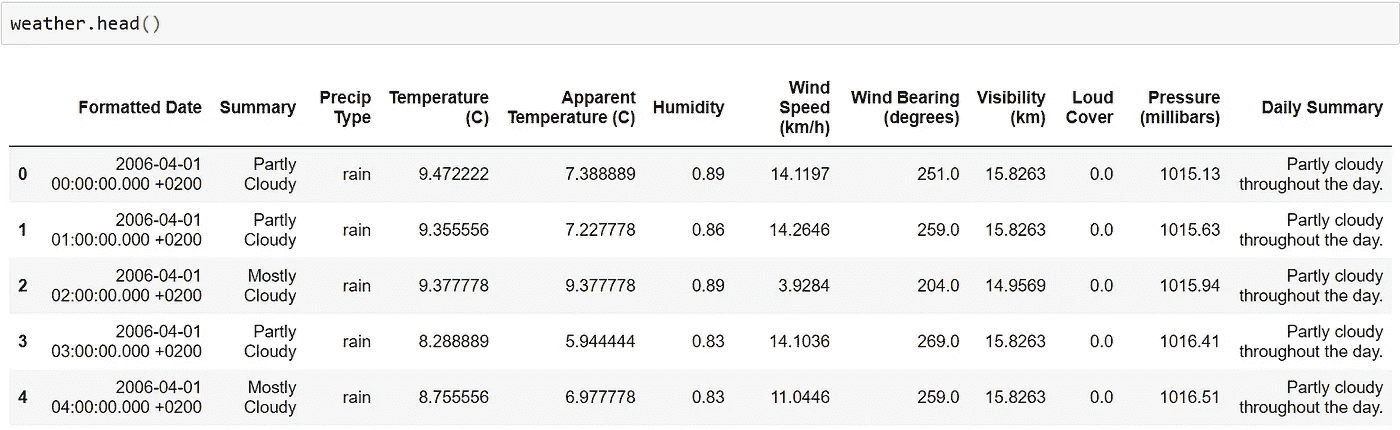 weather.head()
Formatted Date Summary Precip Type Temperature (C) Apparent Temperature (C) Humidity Wind Speed (km/h) Wind Bearing (degrees) Visibility (km) Loud Cover Pressure (millibars) Daily Summary
0 2006-04-01 00:00:00.000 +0200 Partly Cloudy rain 9.472222 7.388889 0.89 14.1197 251.0 15.8263 0.0 1015.13 Partly cloudy throughout the day.
1 2006-04-01 01:00:00.000 +0200 Partly Cloudy rain 9.355556 7.227778 0.86 14.2646 259.0 15.8263 0.0 1015.63 Partly cloudy throughout the day.
2 2006-04-01 02:00:00.000 +0200 Mostly Cloudy rain 9.377778 9.377778 0.89 3.9284 204.0 14.9569 0.0 1015.94 Partly cloudy throughout the day.
3 2006-04-01 03:00:00.000 +0200 Partly Cloudy rain 8.288889 5.944444 0.83 14.1036 269.0 15.8263 0.0 1016.41 Partly cloudy throughout the day.
4 2006-04-01 04:00:00.000 +0200 Mostly Cloudy rain 8.755556 6.977778 0.83 11.0446 259.0 15.8263 0.0 1016.51 Partly cloudy throughout the day.